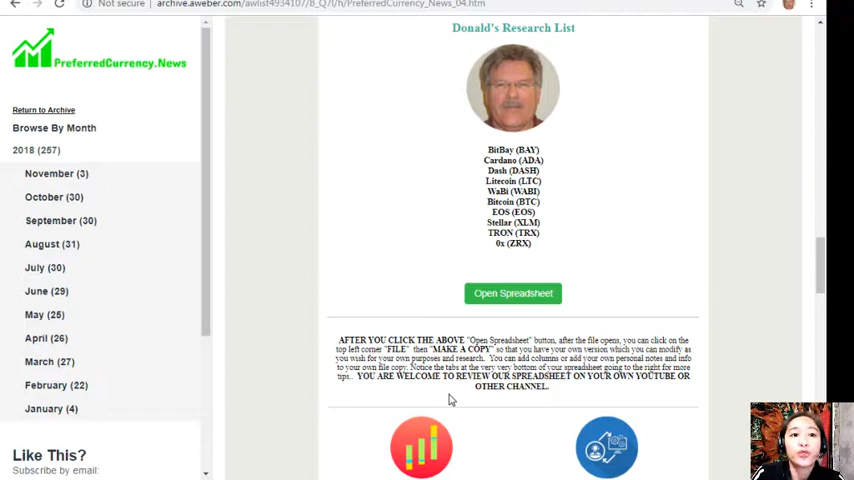 Not secure | archive.aweber.com/awlist4934107/8_Q7l/h/PreferredCurrency_News_04.htm
PreferredCurrency.News
Return to Archive
Browse By Month
2018 (257)
November (3)
October (30)
September (30)
August (31)
July (30)
June (29)
May (25)
April (26)
March (27)
February (22)
January (4)
Like This?
Subscribe by email:
Donald's Research List
BitBay (BAY)
Cardano (ADA)
Dash (DASH)
Litecoin (LTC)
WaBi (WABI)
Bitcoin (BTC)
EOS (EOS)
Stellar (XLM)
TRON (TRX)
0x (ZRX)
Open Spreadsheet
AFTER YOU CLICK THE ABOVE "Open Spreadsheet" button, after the file opens, you can click on the
top left corner "FILE" then "MAKE A COPY" so that you have your own version which you can modify as
you wish for your own purposes and research. You can add columns or add your own personal notes and info
to your own file copy. Notice the tabs at the very very bottom of your spreadsheet going to the right for more
tips.. YOU ARE WELCOME TO REVIEW OUR SPREADSHEET ON YOUR OWN YOUTUBE OR
OTHER CHANNEL.